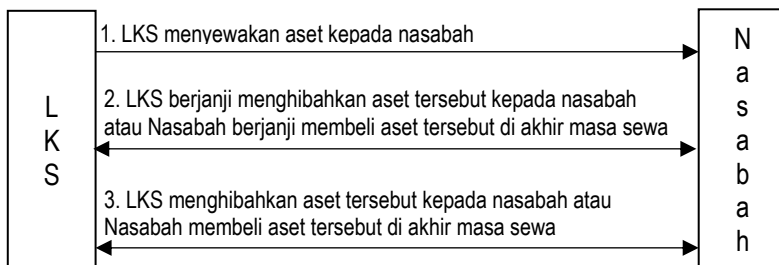 1. LKS menyewakan aset kepada nasabah
LKS
2. LKS berjanji menghibahkan aset tersebut kepada nasabah
atau Nasabah berjanji membeli aset tersebut di akhir masa sewa
3. LKS menghibahkan aset tersebut kepada nasabah atau
Nasabah membeli aset tersebut di akhir masa sewa
Nasabah